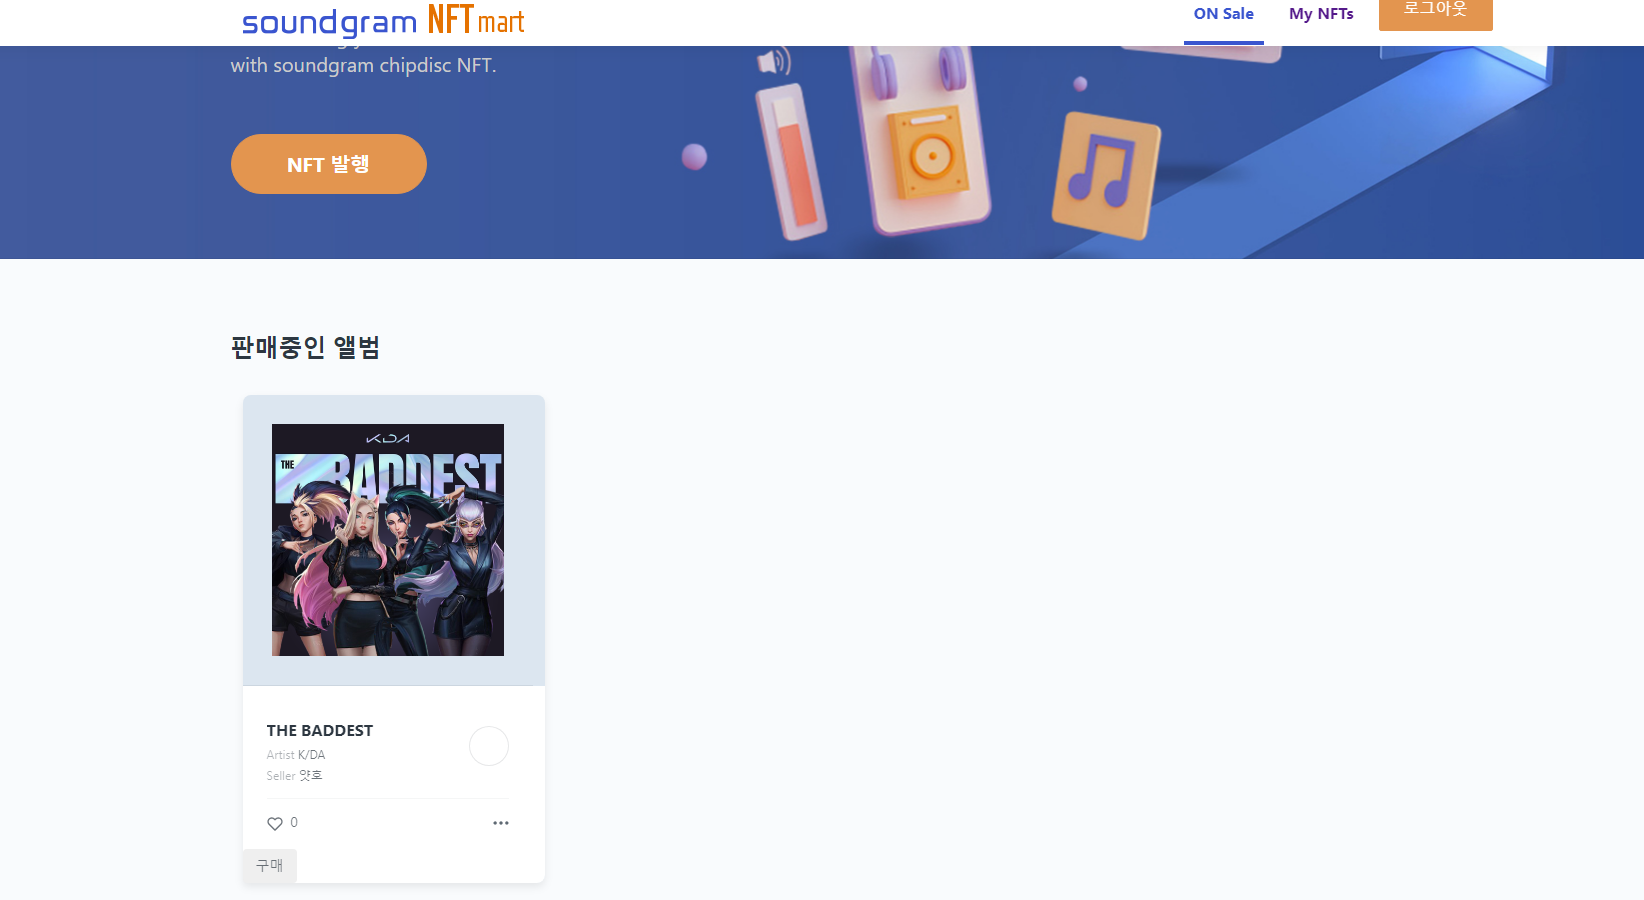 soundgram NFT mart
ON Sale
My NFTs
로그아웃
with soundgram chipdisc NFT.
NFT 발행
판매중인 앨범
K/DA
THE BADDEST
THE BADDEST
Artist K/DA
Seller 얏호
0
구매